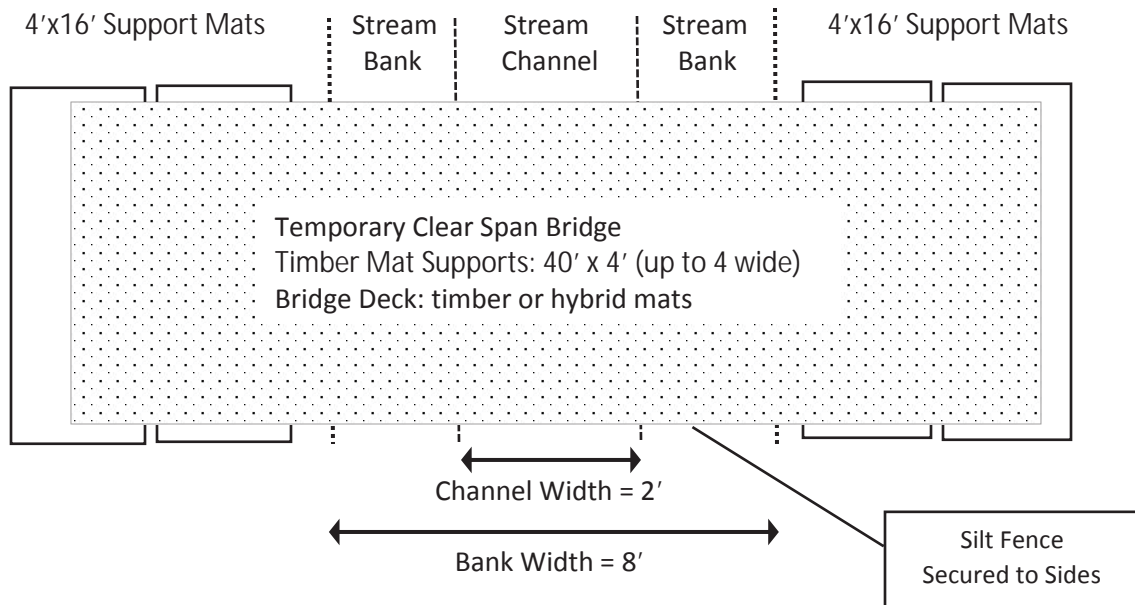 4′x16′ Support Mats
Stream
Bank
Stream
Channel
Stream
Bank
4′x16′ Support Mats
Temporary Clear Span Bridge
Timber Mat Supports: 40′ x 4′ (up to 4 wide)
Bridge Deck: timber or hybrid mats
Channel Width = 2′
Bank Width = 8′
Silt Fence
Secured to Sides